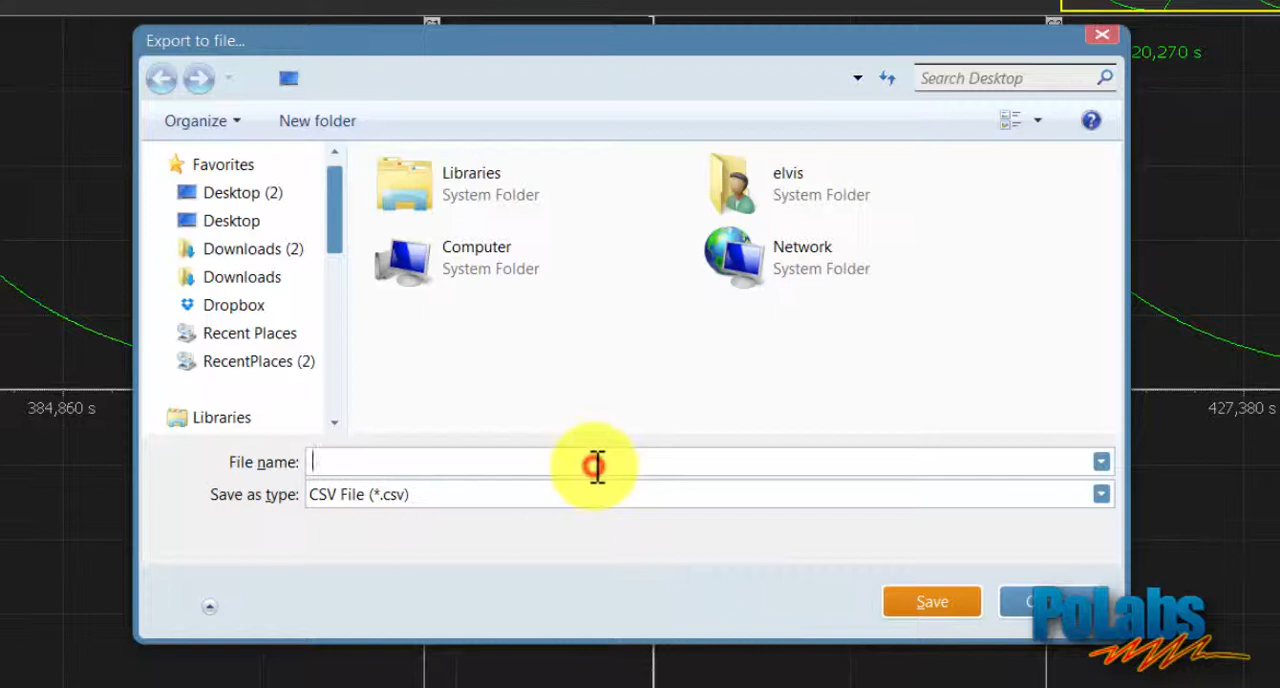 Export to file...
20,270 s
Search Desktop
Organize
New folder
Favorites
Desktop (2)
Desktop
Downloads (2)
Downloads
Dropbox
Recent Places
RecentPlaces (2)
Libraries
Libraries
System Folder
elvis
System Folder
Computer
System Folder
Network
System Folder
384,860 s
427,380 s
File name:
Save as type: CSV File (*.csv)
Save
PoLabs